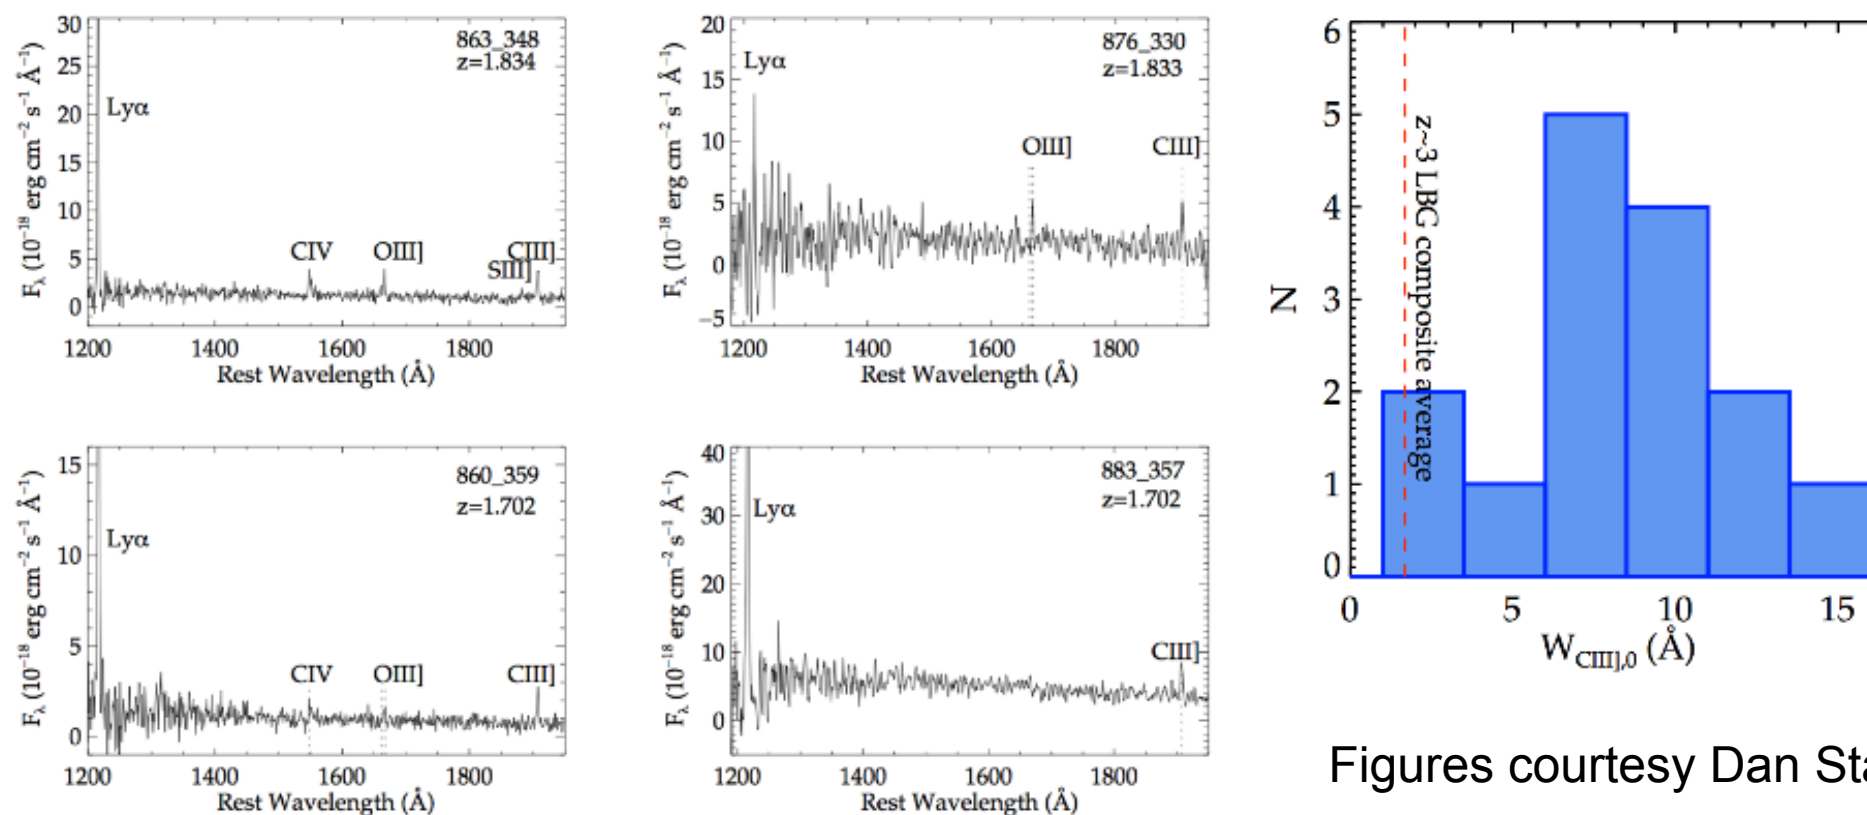 30
25
20
15
10
5
0
F_λ (10⁻¹⁸ erg cm⁻² s⁻¹ Å⁻¹)
863_348
z=1.834
Lyα
CIV
OIII]
CIII]
SIII]
1200
1400
1600
1800
Rest Wavelength (Å)
20
15
10
5
0
−5
F_λ (10⁻¹⁸ erg cm⁻² s⁻¹ Å⁻¹)
876_330
z=1.833
Lyα
OIII]
CIII]
1200
1400
1600
1800
Rest Wavelength (Å)
6
5
4
3
2
1
0
N
z~3 LBG composite average
0
5
10
15
W_CIII],0 (Å)
15
10
5
0
F_λ (10⁻¹⁸ erg cm⁻² s⁻¹ Å⁻¹)
860_359
z=1.702
Lyα
CIV
OIII]
CIII]
1200
1400
1600
1800
Rest Wavelength (Å)
40
30
20
10
0
F_λ (10⁻¹⁸ erg cm⁻² s⁻¹ Å⁻¹)
883_357
z=1.702
Lyα
CIII]
1200
1400
1600
1800
Rest Wavelength (Å)
Figures courtesy Dan Sta